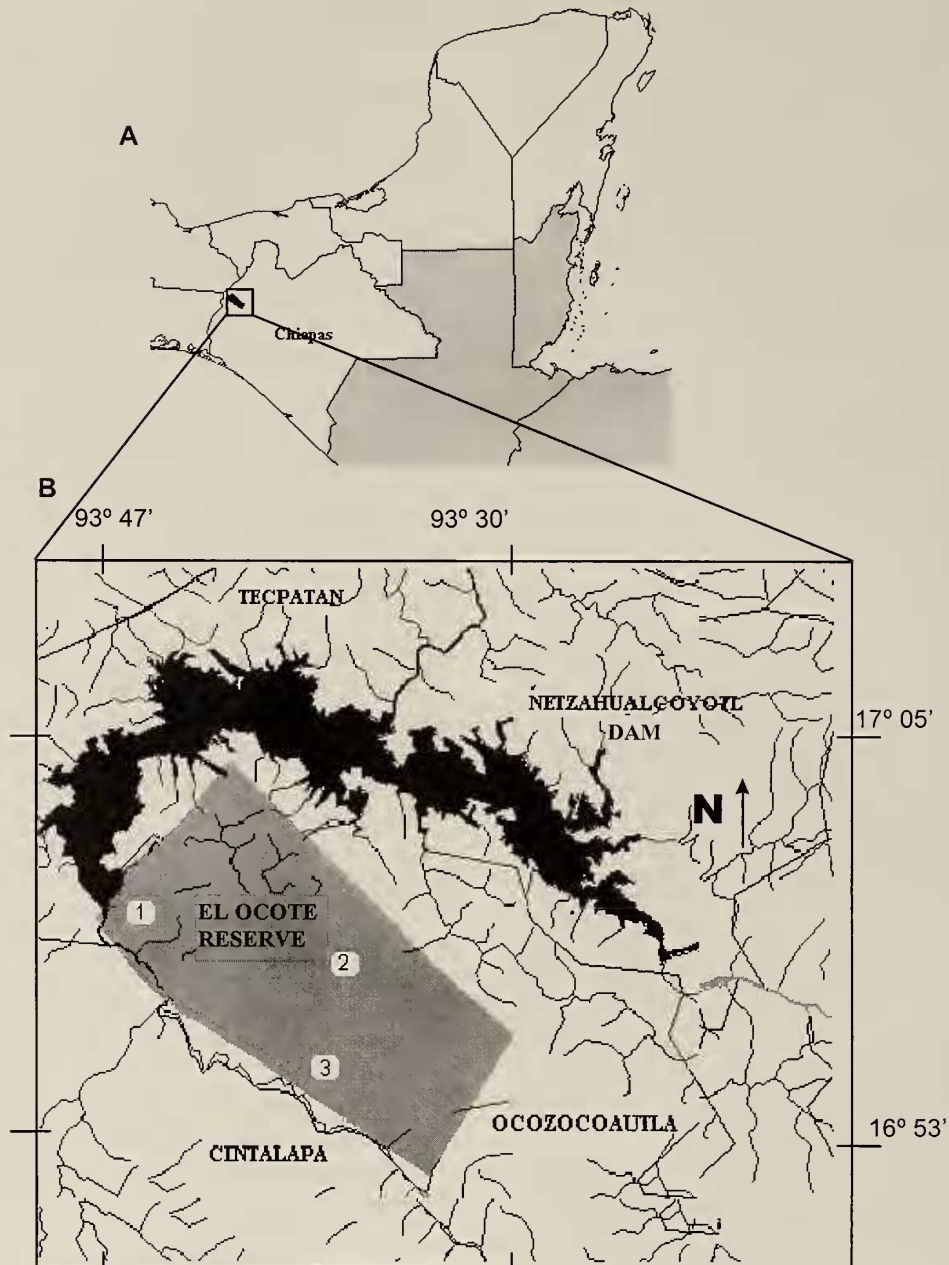 A
Chiapas
B
93º 47’
93º 30’
TECPATAN
NETZAHUALCOYOTL
DAM
17º 05’
N
1
EL OCOTE
RESERVE
2
3
OCOZOCOAUTLA
16º 53’
CINTALAPA